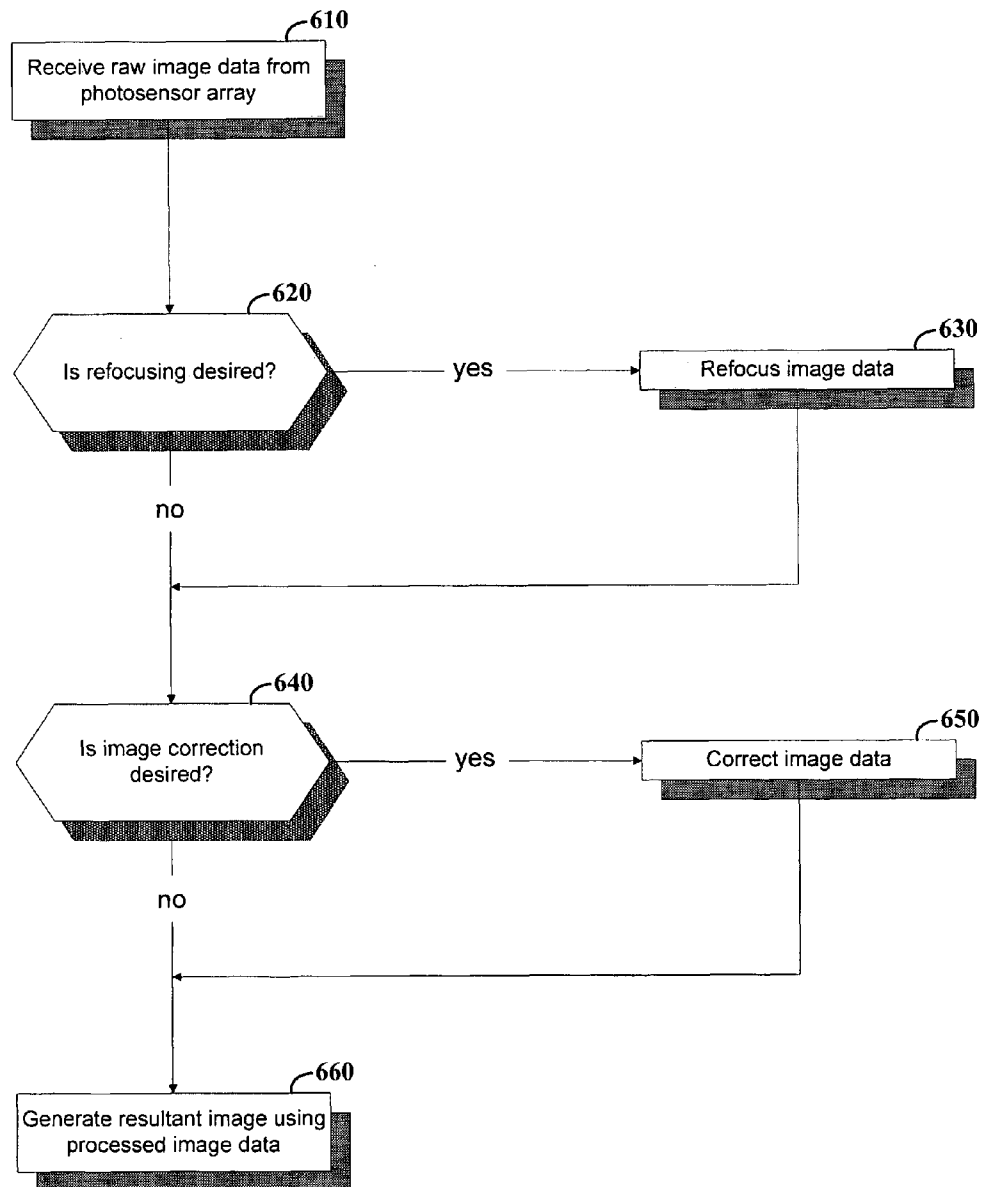 610
Receive raw image data from
photosensor array
620
Is refocusing desired?
yes
630
Refocus image data
no
640
Is image correction
desired?
yes
650
Correct image data
no
660
Generate resultant image using
processed image data